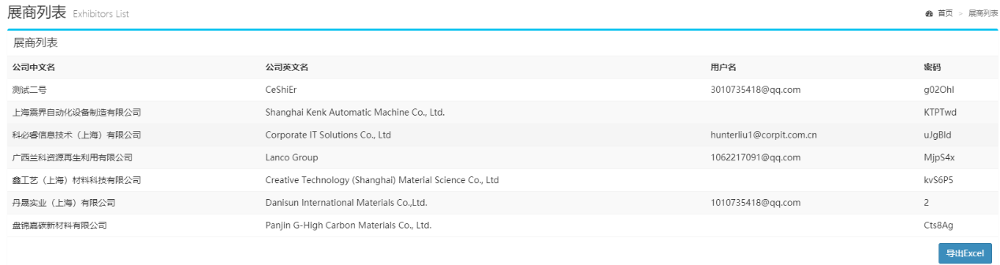 展商列表 Exhibitors List
首页 > 展商列表
展商列表
公司中文名 公司英文名 用户名 密码
测试二号 CeShiEr 3010735418@qq.com g02OhI
上海震界自动化设备制造有限公司 Shanghai Kenk Automatic Machine Co., Ltd. KTPTwd
科必睿信息技术（上海）有限公司 Corporate IT Solutions Co., Ltd hunterliu1@corpit.com.cn uJgBId
广西兰科资源再生利用有限公司 Lanco Group 1062217091@qq.com MjpS4x
鑫工艺（上海）材料科技有限公司 Creative Technology (Shanghai) Material Science Co., Ltd kvS6P5
丹晟实业（上海）有限公司 Danisun International Materials Co.,Ltd. 1010735418@qq.com 2
盘锦嘉碳新材料有限公司 Panjin G-High Carbon Materials Co., Ltd. Cts8Ag
导出Excel